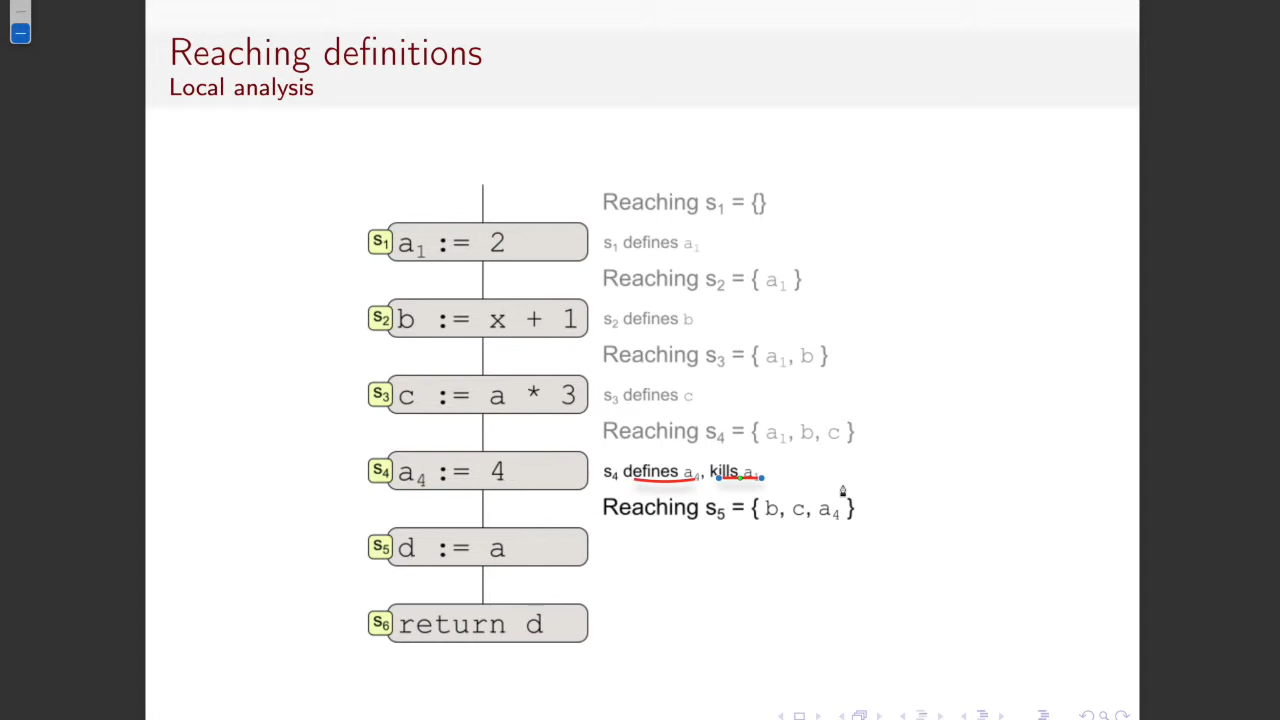 Reaching definitions
Local analysis
Reaching s₁ = {}
s₁ a₁ := 2
s₁ defines a₁
Reaching s₂ = { a₁ }
s₂ b := x + 1
s₂ defines b
Reaching s₃ = { a₁, b }
s₃ c := a * 3
s₃ defines c
Reaching s₄ = { a₁, b, c }
s₄ a₄ := 4
s₄ defines a₄, kills a₁
Reaching s₅ = { b, c, a₄ }
s₅ d := a
s₆ return d